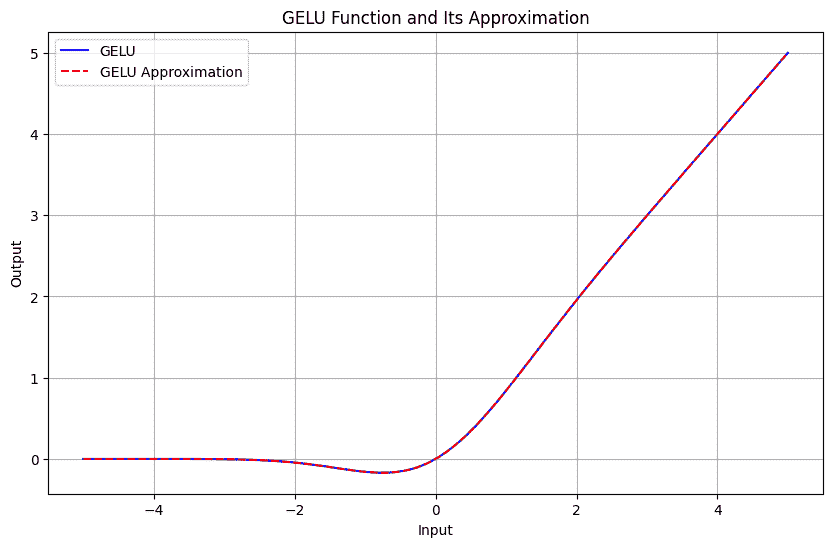 GELU Function and Its Approximation
GELU
GELU Approximation
5
4
3
2
1
0
Output
−4
−2
0
2
4
Input